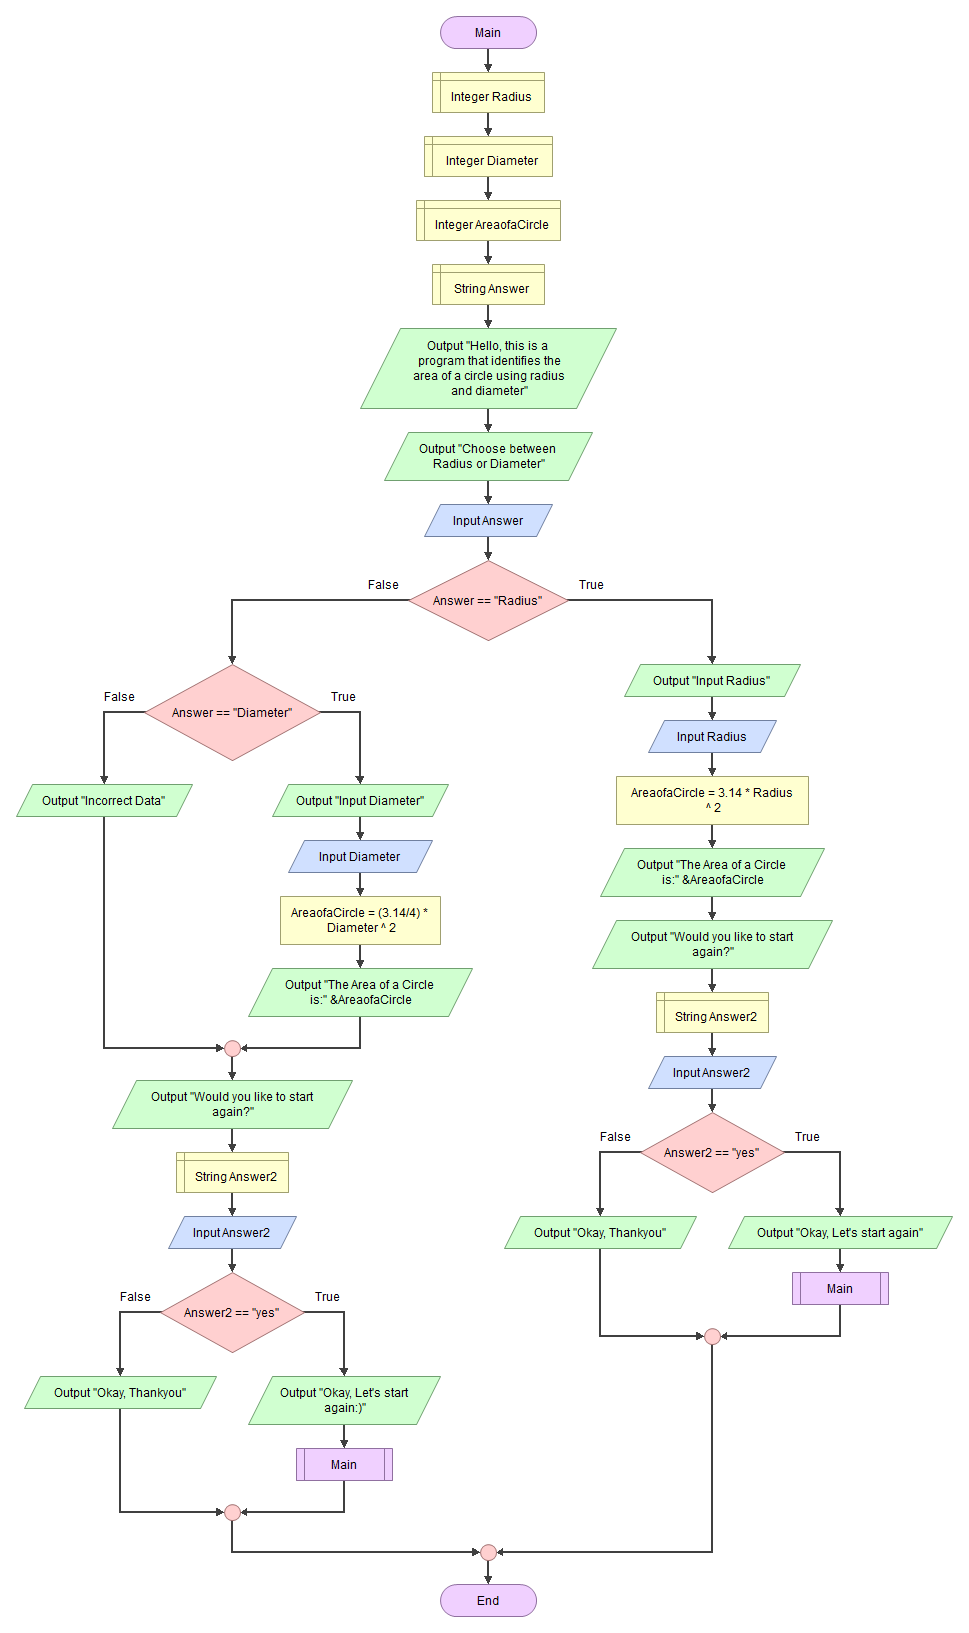 Main
Integer Radius
Integer Diameter
Integer AreaofaCircle
String Answer
Output "Hello, this is a
program that identifies the
area of a circle using radius
and diameter"
Output "Choose between
Radius or Diameter"
Input Answer
Answer == "Radius"
False
True
Answer == "Diameter"
False
True
Output "Incorrect Data"
Output "Input Diameter"
Input Diameter
AreaofaCircle = (3.14/4) *
Diameter ^ 2
Output "The Area of a Circle
is:" &AreaofaCircle
Output "Would you like to start
again?"
String Answer2
Input Answer2
Answer2 == "yes"
False
True
Output "Okay, Thankyou"
Output "Okay, Let's start
again:)"
Main
Output "Input Radius"
Input Radius
AreaofaCircle = 3.14 * Radius
^ 2
Output "The Area of a Circle
is:" &AreaofaCircle
Output "Would you like to start
again?"
String Answer2
Input Answer2
Answer2 == "yes"
False
True
Output "Okay, Thankyou"
Output "Okay, Let's start again"
Main
End